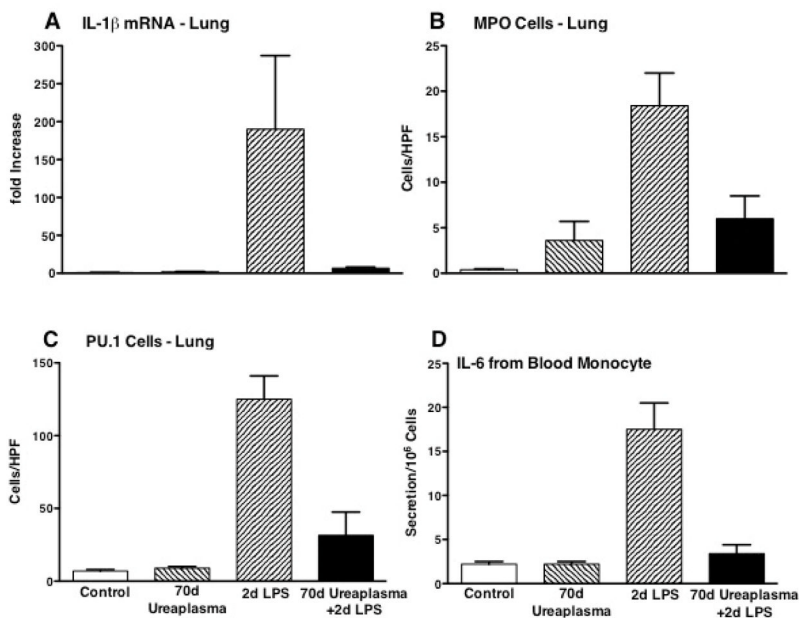 A IL-1β mRNA - Lung
300
250
200
150
100
50
0
fold Increase
B MPO Cells - Lung
25
20
15
10
5
0
Cells/HPF
C PU.1 Cells - Lung
150
100
50
0
Cells/HPF
Control 70d 2d LPS 70d Ureaplasma
Ureaplasma +2d LPS
D
IL-6 from Blood Monocyte
25
20
15
10
5
0
Secretion/10⁶ Cells
Control 70d 2d LPS 70d Ureaplasma
Ureaplasma +2d LPS